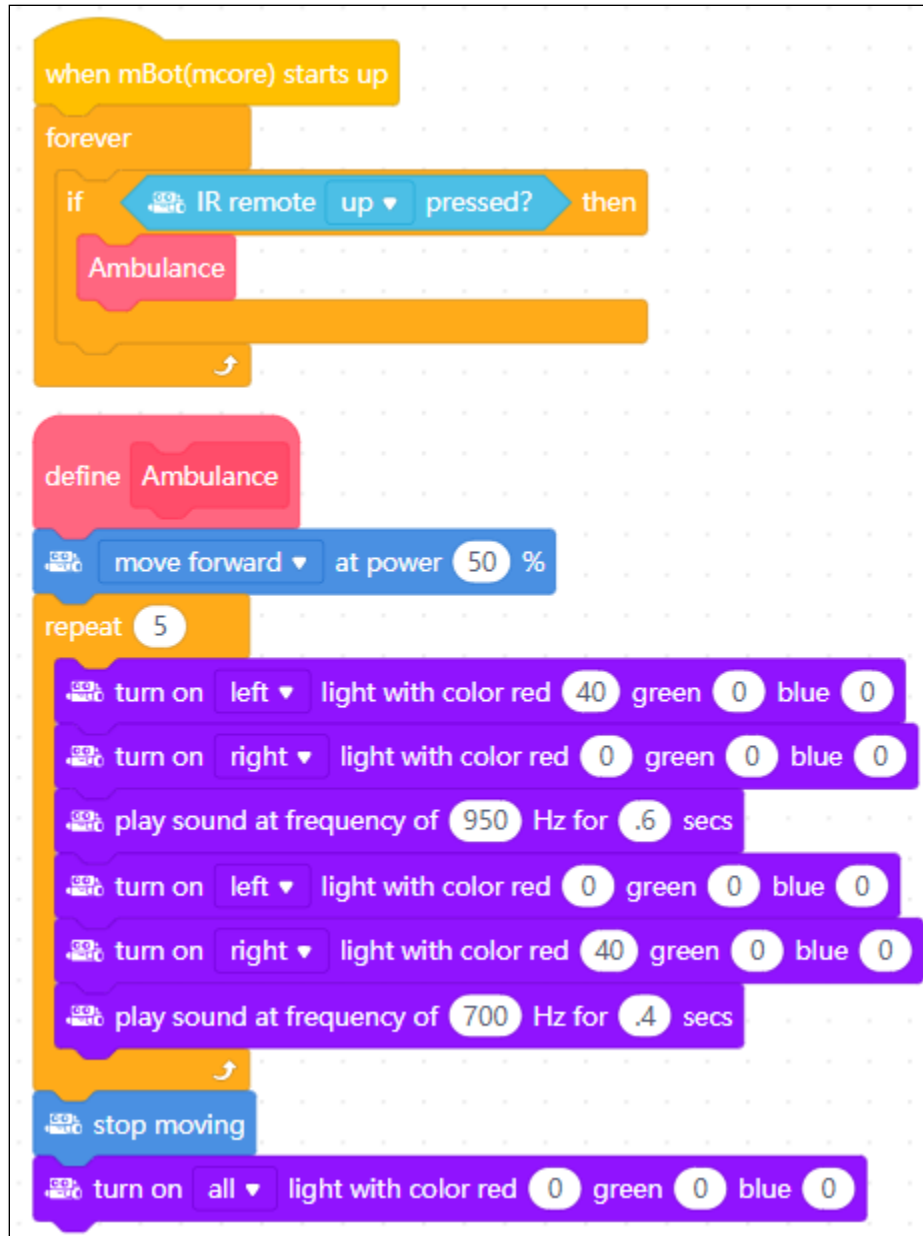 when mBot(mcore) starts up
forever
if IR remote up pressed? then
Ambulance
define Ambulance
move forward at power 50 %
repeat 5
turn on left light with color red 40 green 0 blue 0
turn on right light with color red 0 green 0 blue 0
play sound at frequency of 950 Hz for .6 secs
turn on left light with color red 0 green 0 blue 0
turn on right light with color red 40 green 0 blue 0
play sound at frequency of 700 Hz for .4 secs
stop moving
turn on all light with color red 0 green 0 blue 0